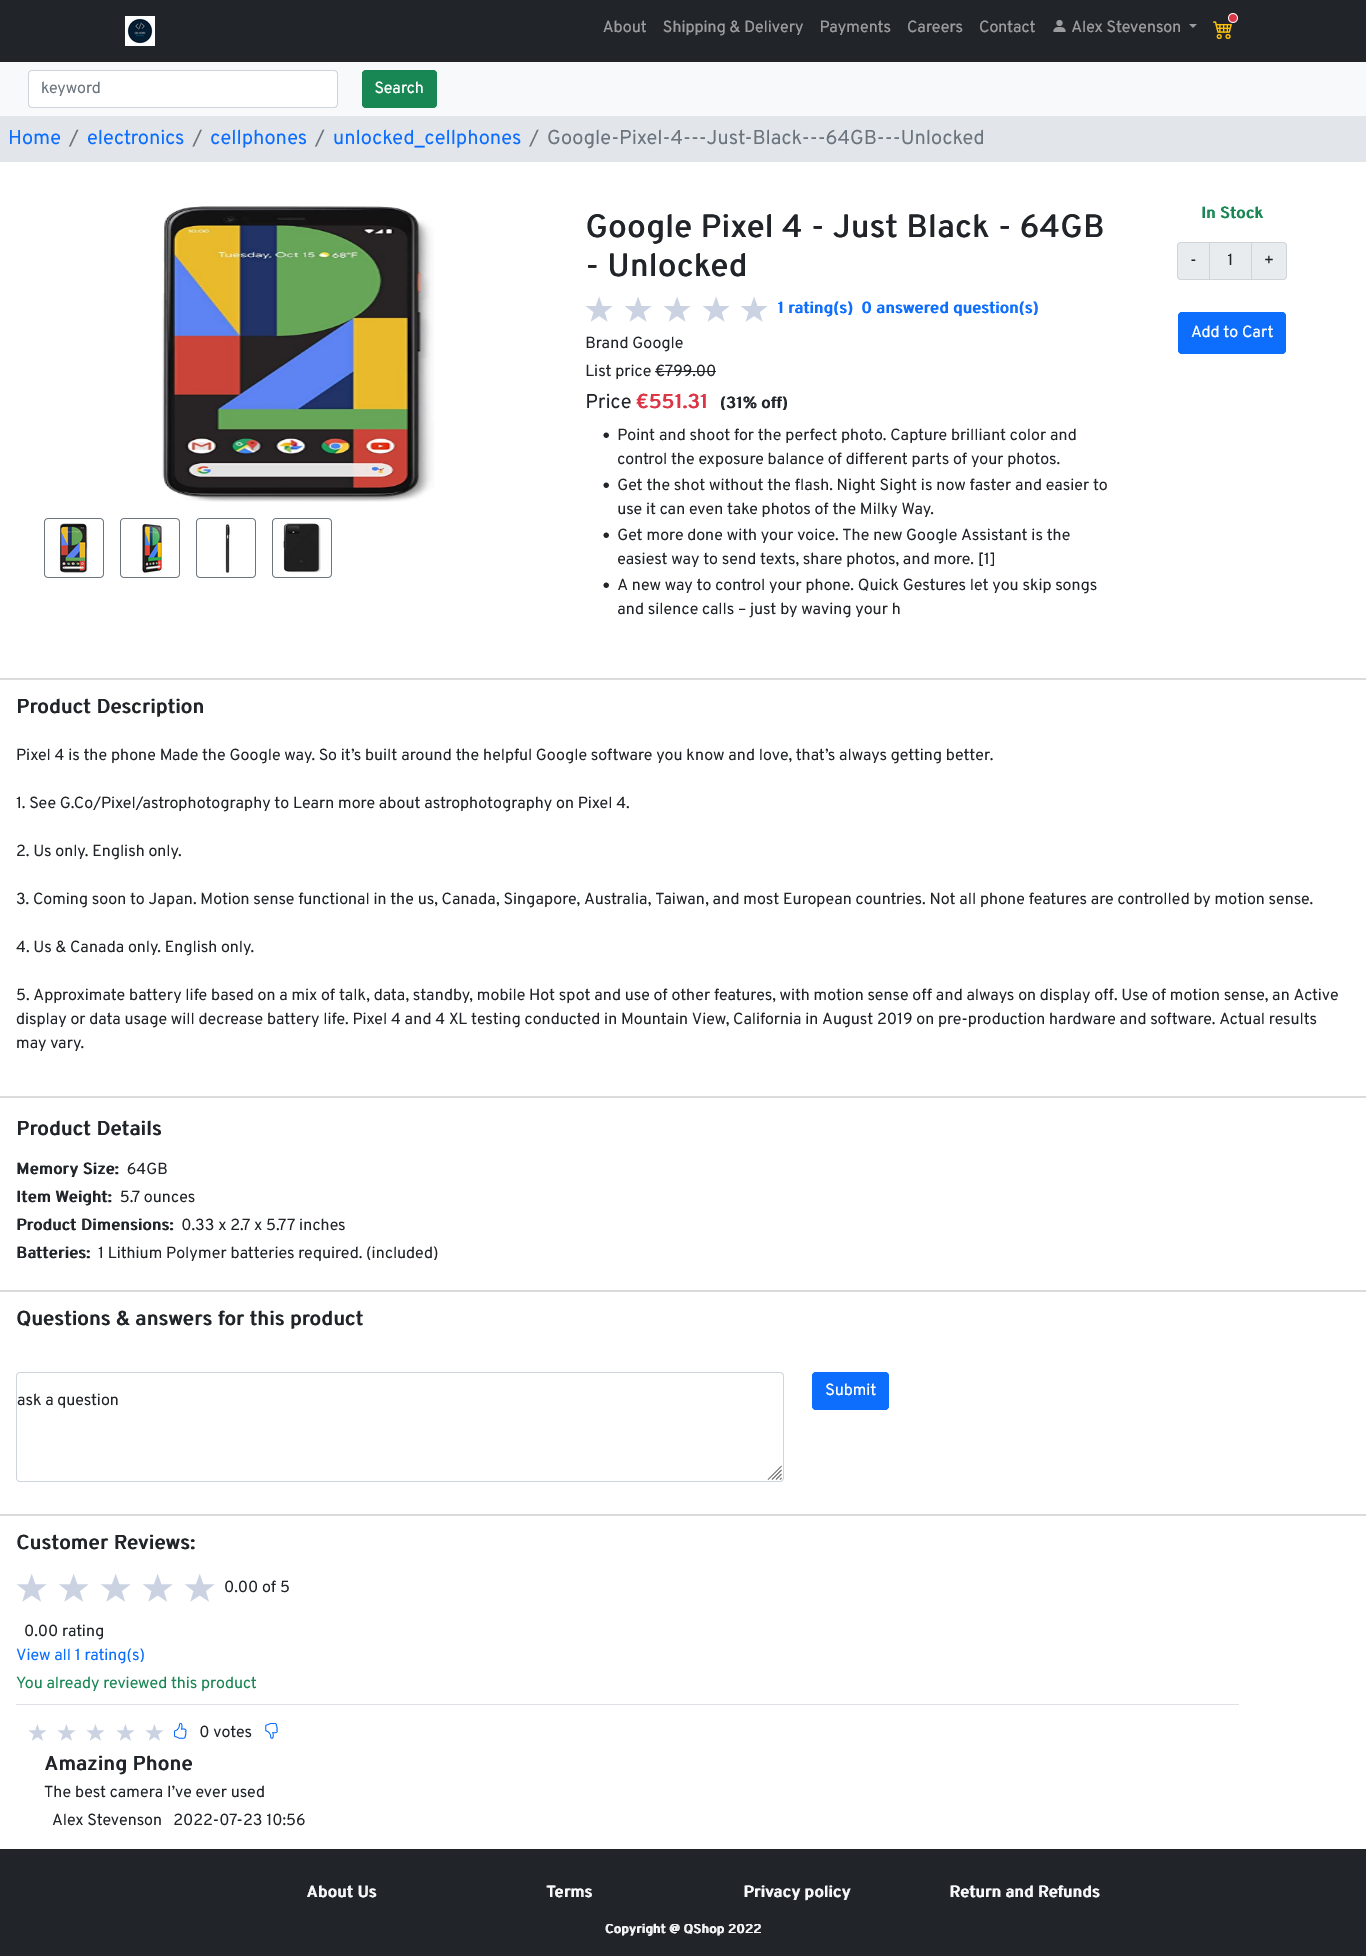 About Shipping & Delivery Payments Careers Contact Alex Stevenson
keyword
Search
Home / electronics / cellphones / unlocked_cellphones / Google-Pixel-4---Just-Black---64GB---Unlocked
Tuesday, Oct 15 68°F
Google Pixel 4 - Just Black - 64GB
- Unlocked
1 rating(s) 0 answered question(s)
Brand Google
List price €799.00
Price €551.31 (31% off)
• Point and shoot for the perfect photo. Capture brilliant color and
control the exposure balance of different parts of your photos.
• Get the shot without the flash. Night Sight is now faster and easier to
use it can even take photos of the Milky Way.
• Get more done with your voice. The new Google Assistant is the
easiest way to send texts, share photos, and more. [1]
• A new way to control your phone. Quick Gestures let you skip songs
and silence calls – just by waving your h
In Stock
- 1 +
Add to Cart
Product Description
Pixel 4 is the phone Made the Google way. So it’s built around the helpful Google software you know and love, that’s always getting better.
1. See G.Co/Pixel/astrophotography to Learn more about astrophotography on Pixel 4.
2. Us only. English only.
3. Coming soon to Japan. Motion sense functional in the us, Canada, Singapore, Australia, Taiwan, and most European countries. Not all phone features are controlled by motion sense.
4. Us & Canada only. English only.
5. Approximate battery life based on a mix of talk, data, standby, mobile Hot spot and use of other features, with motion sense off and always on display off. Use of motion sense, an Active
display or data usage will decrease battery life. Pixel 4 and 4 XL testing conducted in Mountain View, California in August 2019 on pre-production hardware and software. Actual results
may vary.
Product Details
Memory Size: 64GB
Item Weight: 5.7 ounces
Product Dimensions: 0.33 x 2.7 x 5.77 inches
Batteries: 1 Lithium Polymer batteries required. (included)
Questions & answers for this product
ask a question
Submit
Customer Reviews:
0.00 of 5
0.00 rating
View all 1 rating(s)
You already reviewed this product
0 votes
Amazing Phone
The best camera I’ve ever used
Alex Stevenson 2022-07-23 10:56
About Us Terms Privacy policy Return and Refunds
Copyright @ QShop 2022